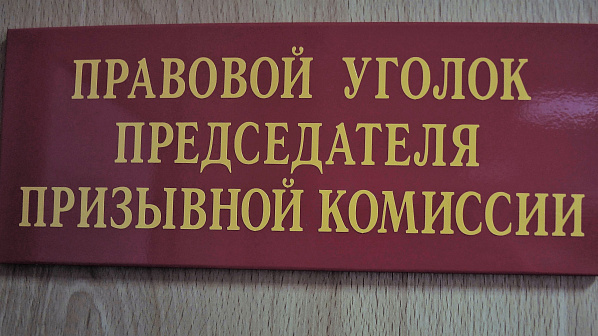 ПРАВОВОЙ УГОЛОК
ПРЕДСЕДАТЕЛЯ
ПРИЗЫВНОЙ КОМИССИИ